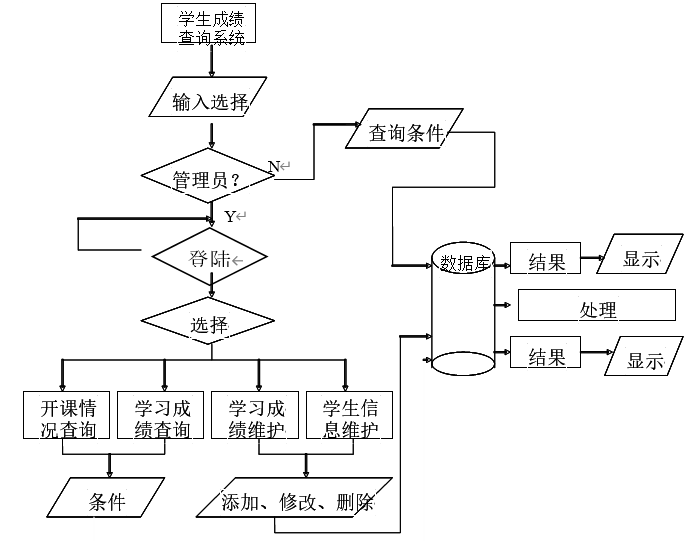 学生成绩
查询系统
输入选择
查询条件
N↵
管理员？
Y↵
登陆←
数据库
结果
显示
处理
选择
结果
显示
开课情
况查询
学习成
绩查询
学习成
绩维护
学生信
息维护
条件
添加、修改、删除